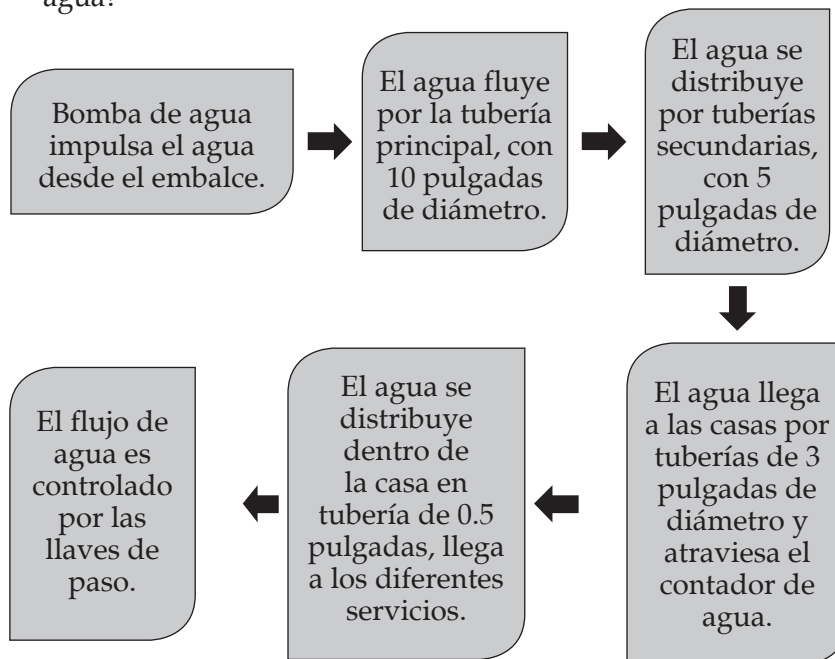 agua?
Bomba de agua
impulsa el agua
desde el embalce.
El agua fluye
por la tubería
principal, con
10 pulgadas
de diámetro.
El agua se
distribuye
por tuberías
secundarias,
con 5
pulgadas de
diámetro.
El agua llega
a las casas por
tuberías de 3
pulgadas de
diámetro y
atraviesa el
contador de
agua.
El agua se
distribuye
dentro de
la casa en
tubería de 0.5
pulgadas, llega
a los diferentes
servicios.
El flujo de
agua es
controlado
por las
llaves de
paso.